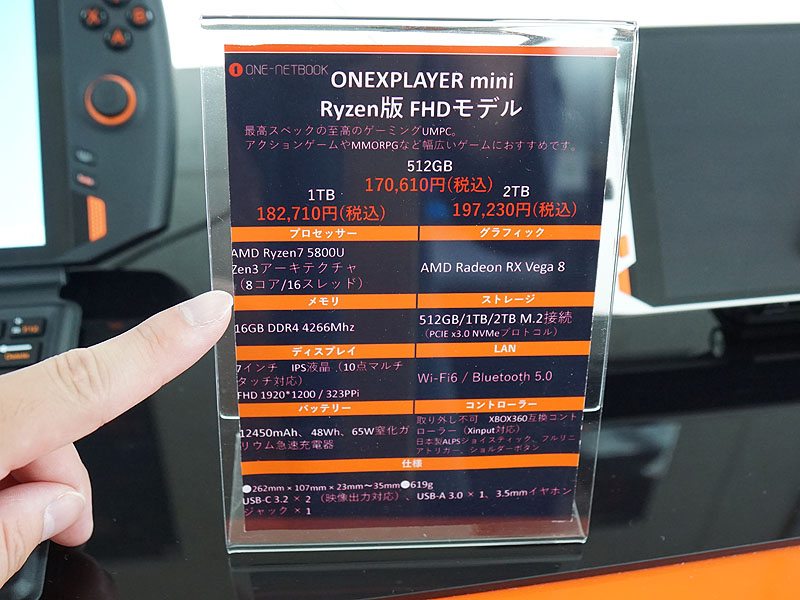 X
B
A
ONE-NETBOOK
ONEXPLAYER mini
Ryzen版 FHDモデル
最高スペックの至高のゲーミングUMPC。
アクションゲームやMMORPGなど幅広いゲームにおすすめです。
512GB
170,610円(税込)
1TB
182,710円(税込)
2TB
197,230円(税込)
プロセッサー
AMD Ryzen7 5800U
Zen3アーキテクチャ
(8コア/16スレッド)
グラフィック
AMD Radeon RX Vega 8
メモリ
16GB DDR4 4266Mhz
ストレージ
512GB/1TB/2TB M.2接続
(PCIE x3.0 NVMeプロトコル)
ディスプレイ
7インチ IPS液晶(10点マルチ
タッチ対応)
FHD 1920*1200 / 323PPi
LAN
Wi-Fi6 / Bluetooth 5.0
バッテリー
12450mAh、48Wh、65W窒化ガ
リウム急速充電器
コントローラー
取り外し不可 XBOX360互換コント
ローラー(Xinput対応)
日本製ALPSジョイスティック、フルリニ
アトリガー、ショルダーボタン
仕様
●262mm×107mm×23mm～35mm●619g
USB-C 3.2×2(映像出力対応)、USB-A 3.0×1、3.5mmイヤホン
ジャック×1